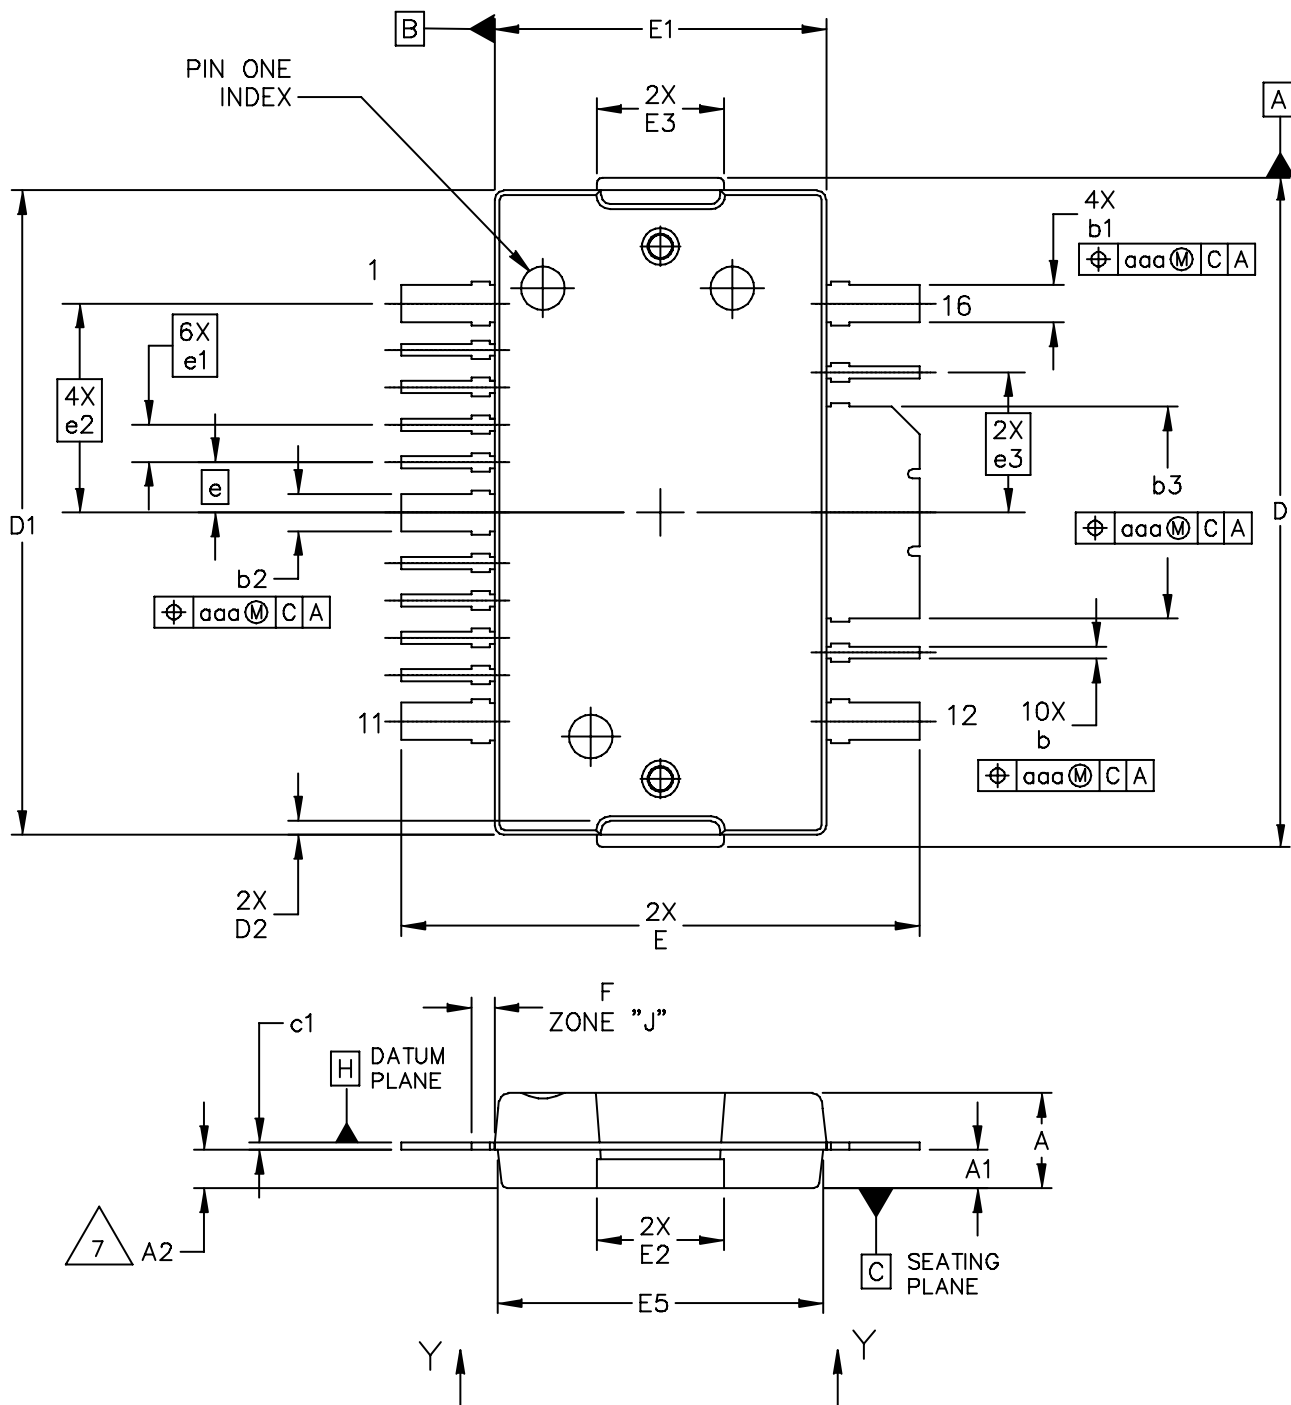 B
E1
PIN ONE
INDEX
2X
E3
A
4X
b1
⌖ aaa Ⓜ C A
1
16
6X
e1
4X
e2
2X
e3
e
b3
D1
⌖ aaa Ⓜ C A
D
b2
⌖ aaa Ⓜ C A
11
12
10X
b
⌖ aaa Ⓜ C A
2X
D2
2X
E
F
ZONE "J"
c1
H
DATUM
PLANE
A
A1
7
A2
2X
E2
C
SEATING
PLANE
E5
Y
Y